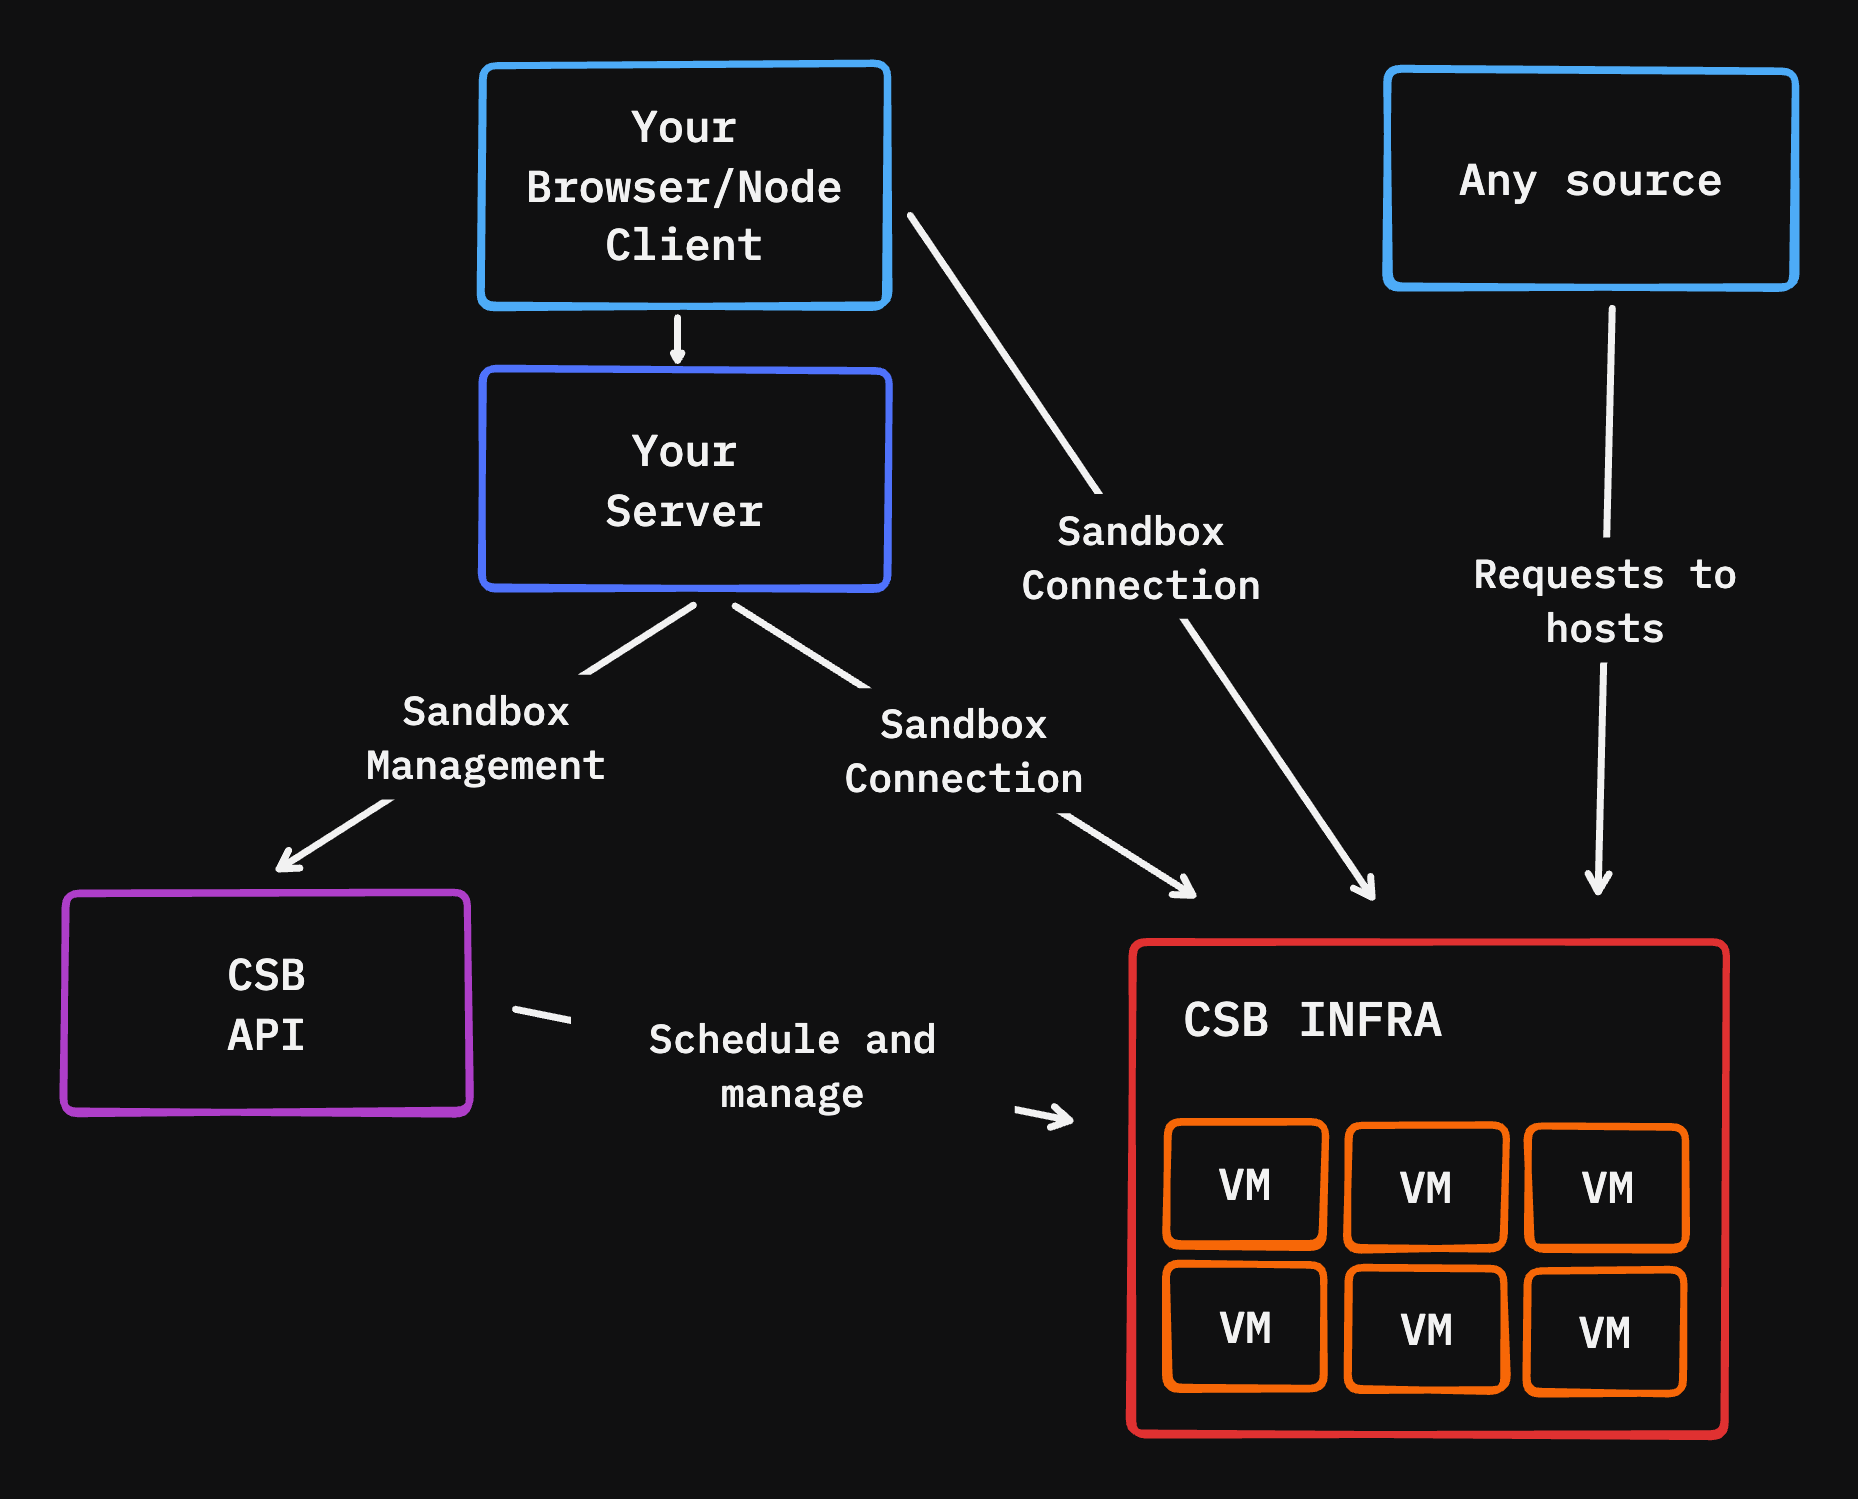 Your
Browser/Node
Client
Any source
Your
Server
Sandbox
Connection
Requests to
hosts
Sandbox
Management
Sandbox
Connection
CSB
API
Schedule and
manage
CSB INFRA
VM
VM
VM
VM
VM
VM